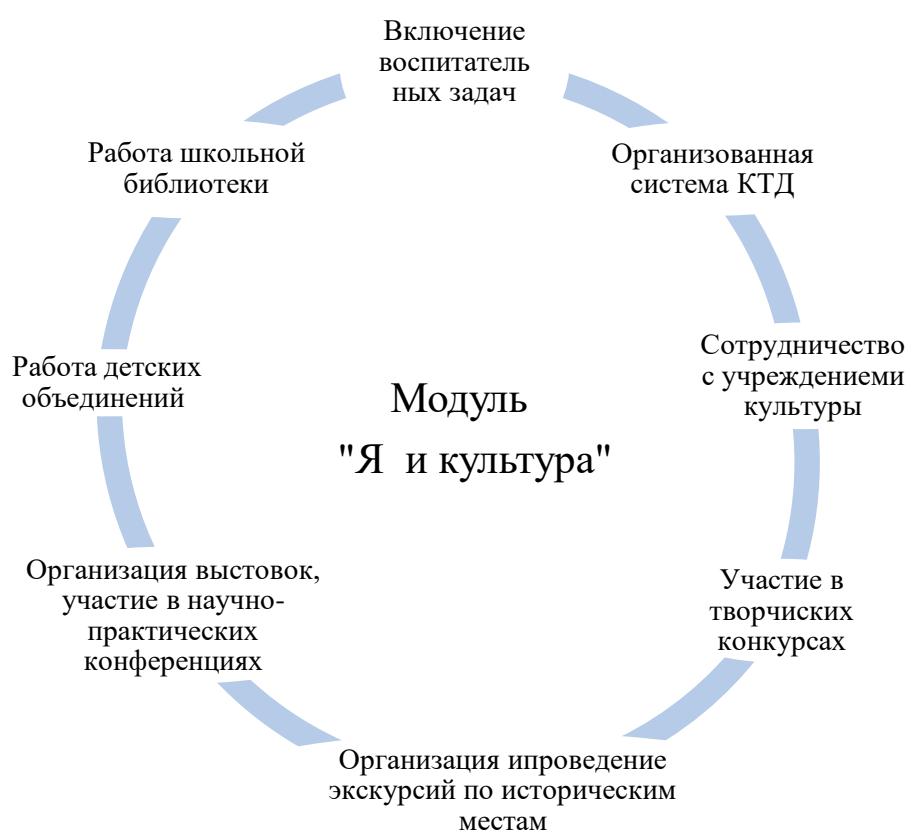 Включение
воспитатель
ных задач
Организованная
система КТД
Сотрудничество
с учреждениеми
культуры
Участие в
творчиских
конкурсах
Организация ипроведение
экскурсий по историческим
местам
Организация выстовок,
участие в научно-
практических
конференциях
Работа детских
объединений
Работа школьной
библиотеки
Модуль
"Я и культура"